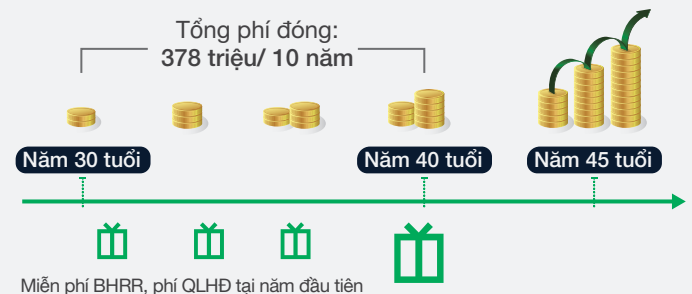 Tổng phí đóng:
378 triệu/ 10 năm
Năm 30 tuổi
Năm 40 tuổi
Năm 45 tuổi
Miễn phí BHRR, phí QLHĐ tại năm đầu tiên